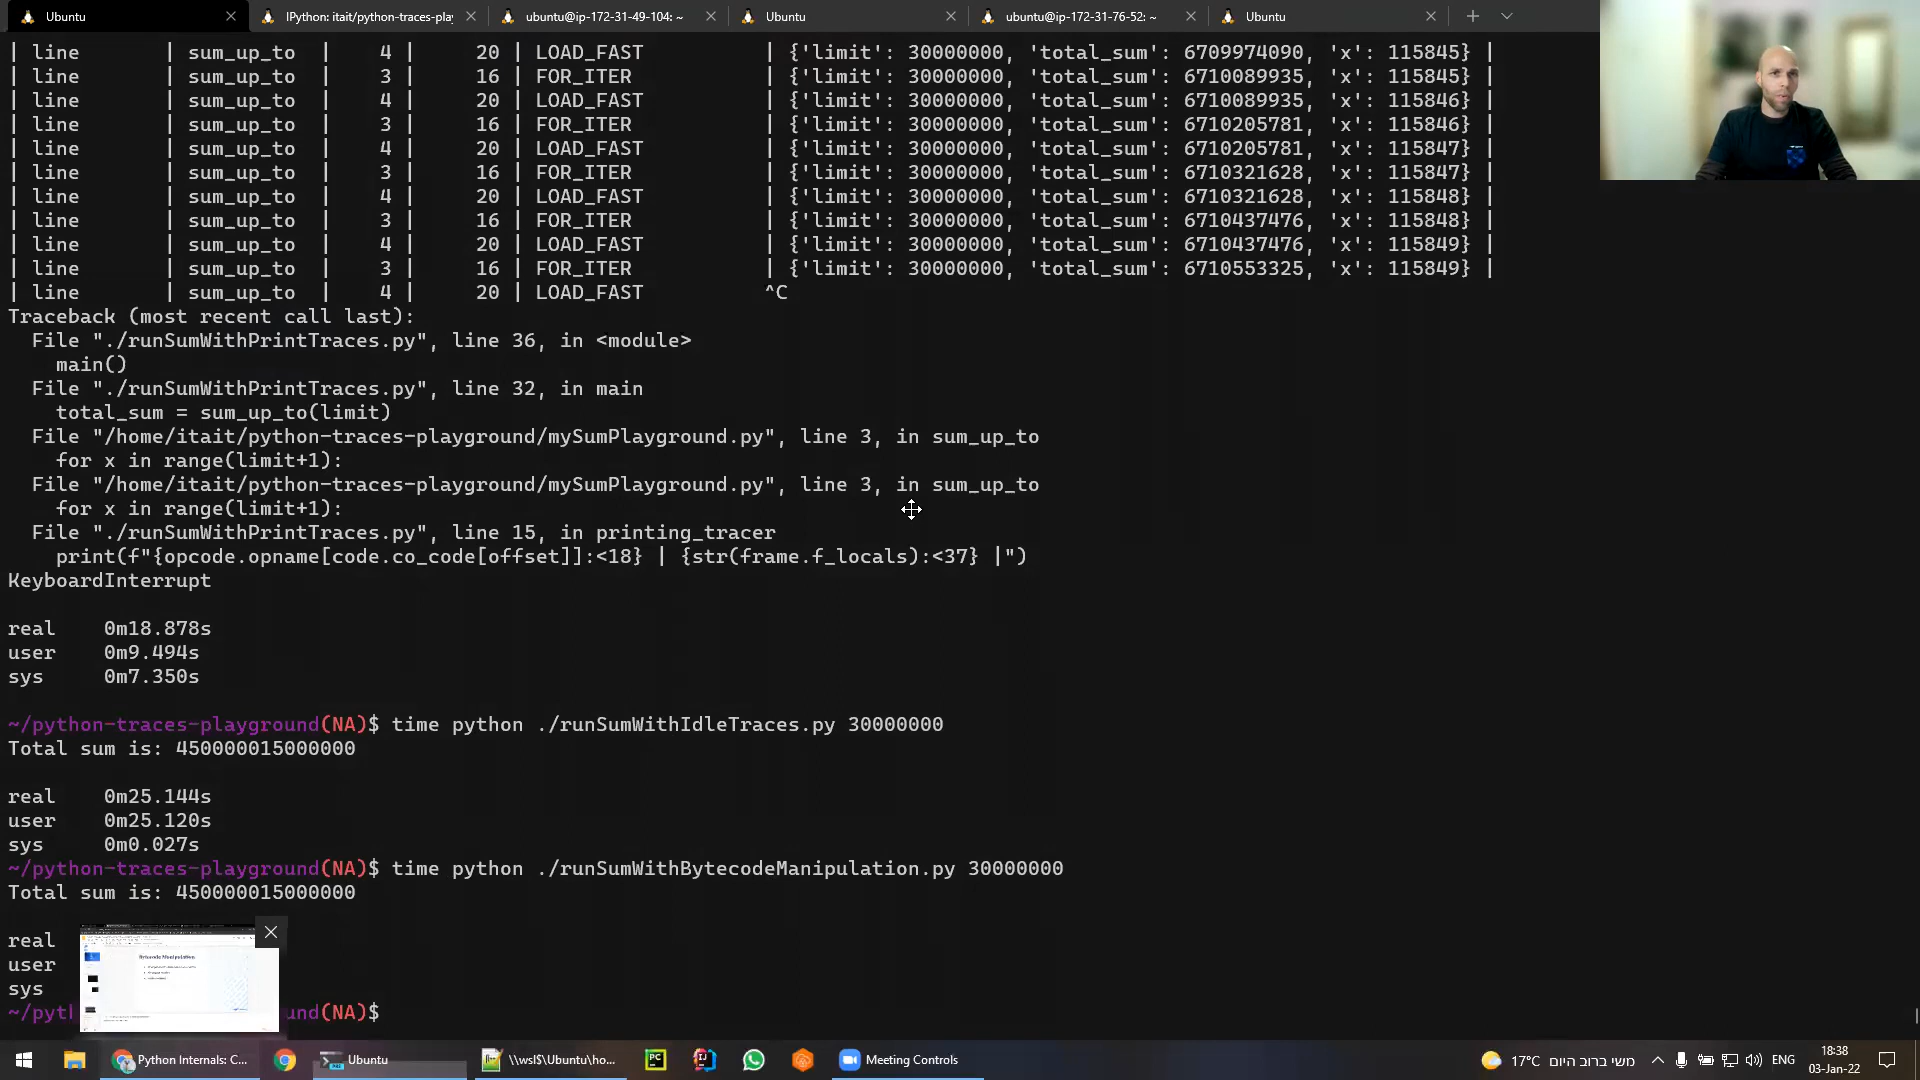 Ubuntu IPython: itait/python-traces-pla ubuntu@ip-172-31-49-104: ~ Ubuntu ubuntu@ip-172-31-76-52: ~ Ubuntu
| line | sum_up_to | 4 | 20 | LOAD_FAST | {'limit': 30000000, 'total_sum': 6709974090, 'x': 115845} |
| line | sum_up_to | 3 | 16 | FOR_ITER | {'limit': 30000000, 'total_sum': 6710089935, 'x': 115845} |
| line | sum_up_to | 4 | 20 | LOAD_FAST | {'limit': 30000000, 'total_sum': 6710089935, 'x': 115846} |
| line | sum_up_to | 3 | 16 | FOR_ITER | {'limit': 30000000, 'total_sum': 6710205781, 'x': 115846} |
| line | sum_up_to | 4 | 20 | LOAD_FAST | {'limit': 30000000, 'total_sum': 6710205781, 'x': 115847} |
| line | sum_up_to | 3 | 16 | FOR_ITER | {'limit': 30000000, 'total_sum': 6710321628, 'x': 115847} |
| line | sum_up_to | 4 | 20 | LOAD_FAST | {'limit': 30000000, 'total_sum': 6710321628, 'x': 115848} |
| line | sum_up_to | 3 | 16 | FOR_ITER | {'limit': 30000000, 'total_sum': 6710437476, 'x': 115848} |
| line | sum_up_to | 4 | 20 | LOAD_FAST | {'limit': 30000000, 'total_sum': 6710437476, 'x': 115849} |
| line | sum_up_to | 3 | 16 | FOR_ITER | {'limit': 30000000, 'total_sum': 6710553325, 'x': 115849} |
| line | sum_up_to | 4 | 20 | LOAD_FAST ^C
Traceback (most recent call last):
File "./runSumWithPrintTraces.py", line 36, in <module>
main()
File "./runSumWithPrintTraces.py", line 32, in main
total_sum = sum_up_to(limit)
File "/home/itait/python-traces-playground/mySumPlayground.py", line 3, in sum_up_to
for x in range(limit+1):
File "/home/itait/python-traces-playground/mySumPlayground.py", line 3, in sum_up_to
for x in range(limit+1):
File "./runSumWithPrintTraces.py", line 15, in printing_tracer
print(f"{opcode.opname[code.co_code[offset]]:<18} | {str(frame.f_locals):<37} |")
KeyboardInterrupt
real 0m18.878s
user 0m9.494s
sys 0m7.350s
~/python-traces-playground(NA)$ time python ./runSumWithIdleTraces.py 30000000
Total sum is: 450000015000000
real 0m25.144s
user 0m25.120s
sys 0m0.027s
~/python-traces-playground(NA)$ time python ./runSumWithBytecodeManipulation.py 30000000
Total sum is: 450000015000000
real
Bytecode Manipulation
user
sys
~/pyt und(NA)$
Python Internals: C... Ubuntu \\wsl$\Ubuntu\ho... PC IJ Meeting Controls 17°C משי ברוב היום ENG 18:38
03-Jan-22